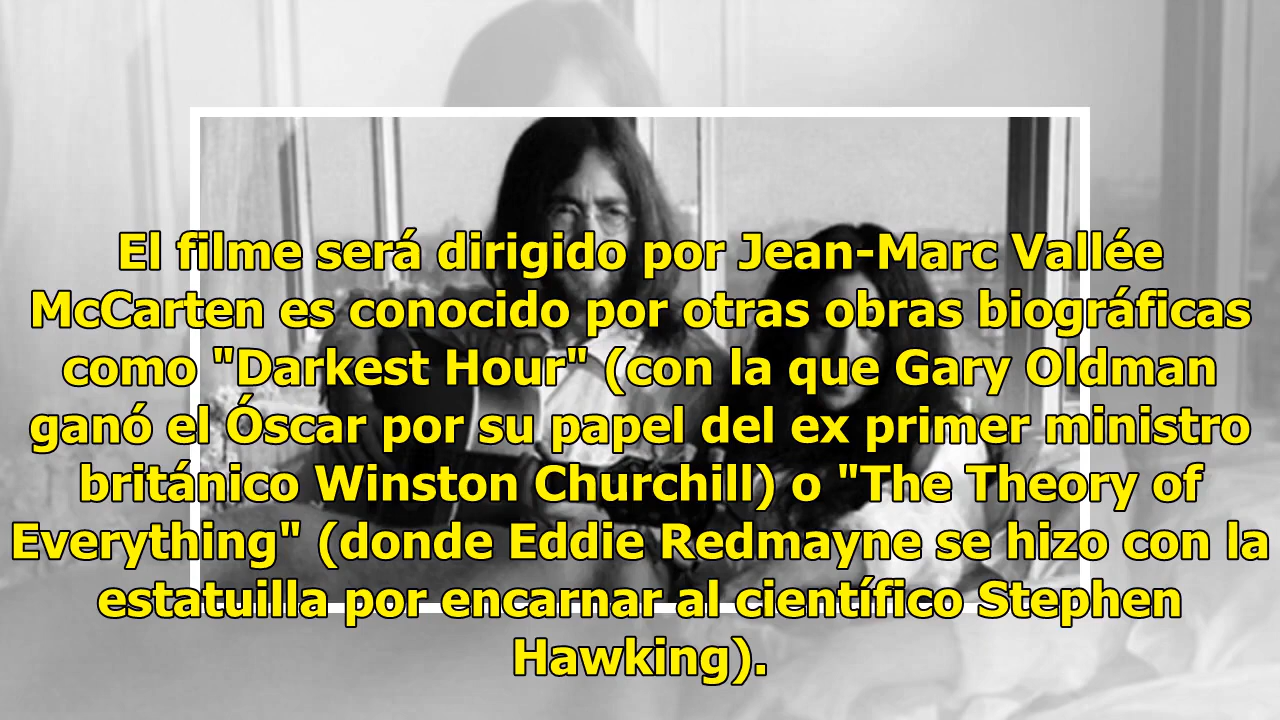 El filme será dirigido por Jean-Marc Vallée
McCarten es conocido por otras obras biográficas
como "Darkest Hour" (con la que Gary Oldman
ganó el Óscar por su papel del ex primer ministro
británico Winston Churchill) o "The Theory of
Everything" (donde Eddie Redmayne se hizo con la
estatuilla por encarnar al científico Stephen
Hawking).